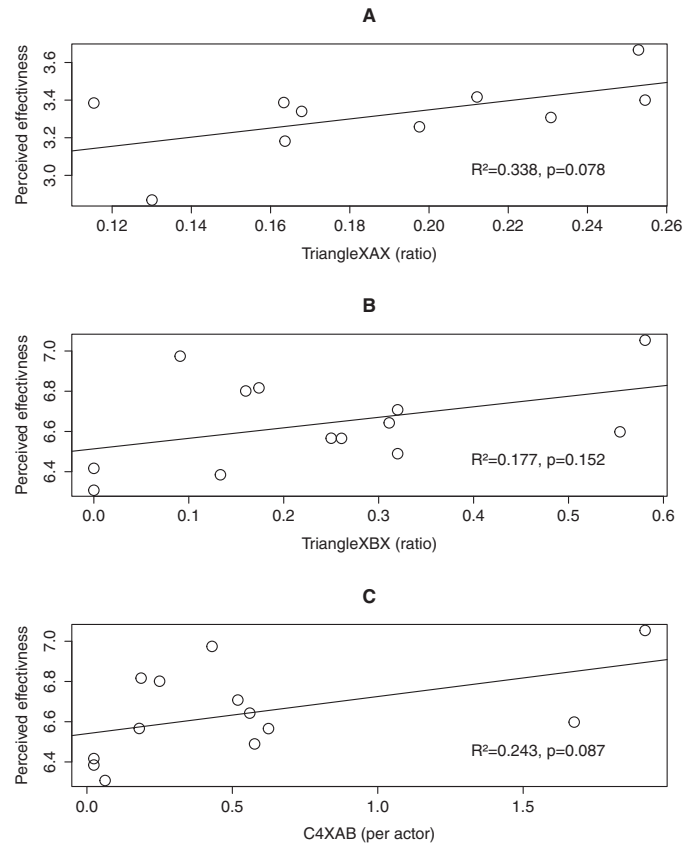 A
Perceived effectivness
3.0 3.2 3.4 3.6
R²=0.338, p=0.078
0.12 0.14 0.16 0.18 0.20 0.22 0.24 0.26
TriangleXAX (ratio)
B
Perceived effectivness
6.4 6.6 6.8 7.0
R²=0.177, p=0.152
0.0 0.1 0.2 0.3 0.4 0.5 0.6
TriangleXBX (ratio)
C
Perceived effectivness
6.4 6.6 6.8 7.0
R²=0.243, p=0.087
0.0 0.5 1.0 1.5
C4XAB (per actor)